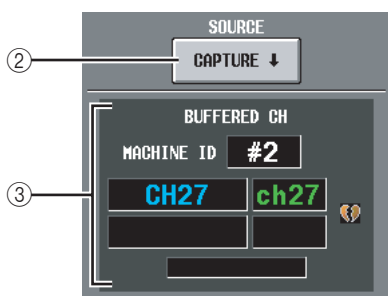 SOURCE
② CAPTURE ↓
③
BUFFERED CH
MACHINE ID #2
CH27 ch27